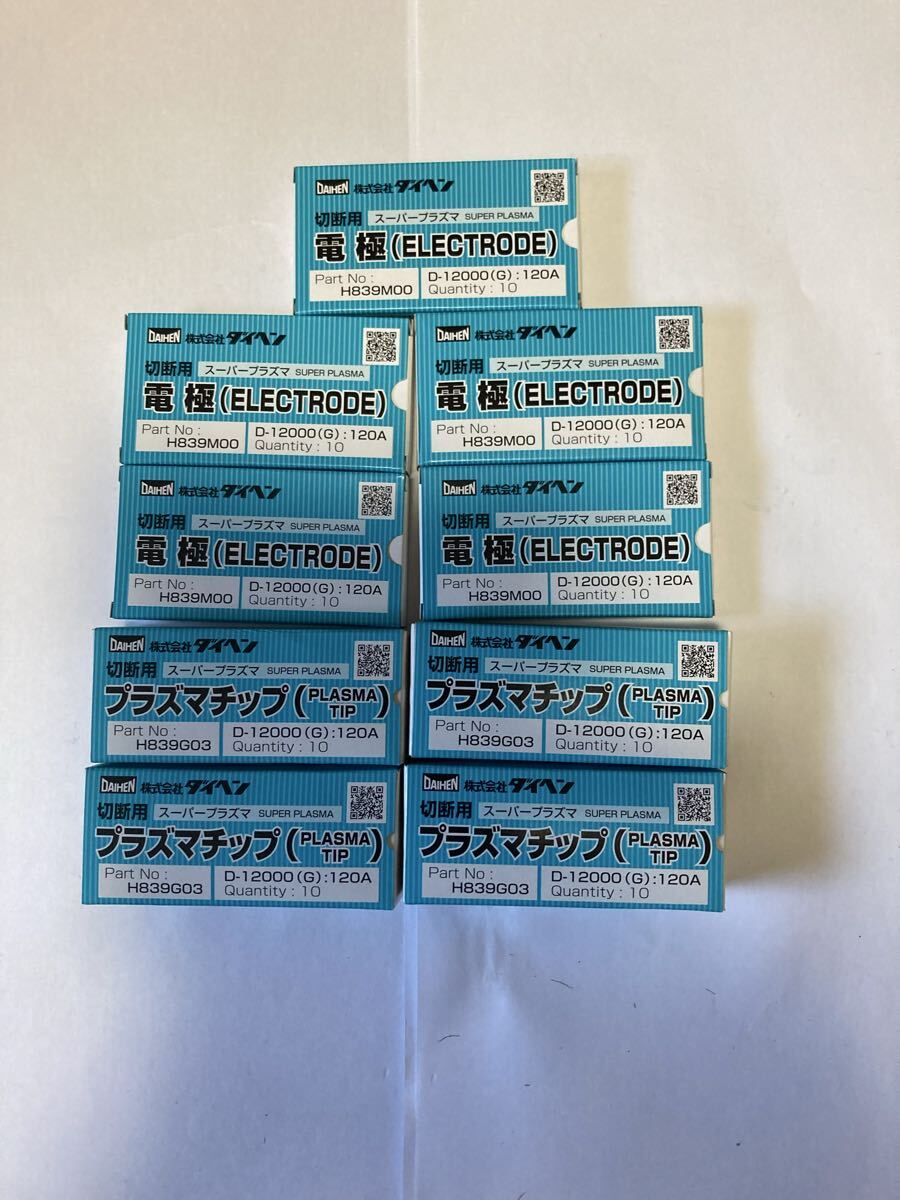 DAIHEN 株式会社 ダイヘン
切断用 スーパープラズマ SUPER PLASMA
電 極 (ELECTRODE)
Part No : H839M00
D-12000(G) : 120A
Quantity : 10
DAIHEN 株式会社 ダイヘン
切断用 スーパープラズマ SUPER PLASMA
電 極 (ELECTRODE)
Part No : H839M00
D-12000(G) : 120A
Quantity : 10
DAIHEN 株式会社 ダイヘン
切断用 スーパープラズマ SUPER PLASMA
電 極 (ELECTRODE)
Part No : H839M00
D-12000(G) : 120A
Quantity : 10
DAIHEN 株式会社 ダイヘン
切断用 スーパープラズマ SUPER PLASMA
電 極 (ELECTRODE)
Part No : H839M00
D-12000(G) : 120A
Quantity : 10
DAIHEN 株式会社 ダイヘン
切断用 スーパープラズマ SUPER PLASMA
電 極 (ELECTRODE)
Part No : H839M00
D-12000(G) : 120A
Quantity : 10
DAIHEN 株式会社 ダイヘン
切断用 スーパープラズマ SUPER PLASMA
プラズマチップ (PLASMA TIP)
Part No : H839G03
D-12000(G) : 120A
Quantity : 10
DAIHEN 株式会社 ダイヘン
切断用 スーパープラズマ SUPER PLASMA
プラズマチップ (PLASMA TIP)
Part No : H839G03
D-12000(G) : 120A
Quantity : 10
DAIHEN 株式会社 ダイヘン
切断用 スーパープラズマ SUPER PLASMA
プラズマチップ (PLASMA TIP)
Part No : H839G03
D-12000(G) : 120A
Quantity : 10
DAIHEN 株式会社 ダイヘン
切断用 スーパープラズマ SUPER PLASMA
プラズマチップ (PLASMA TIP)
Part No : H839G03
D-12000(G) : 120A
Quantity : 10